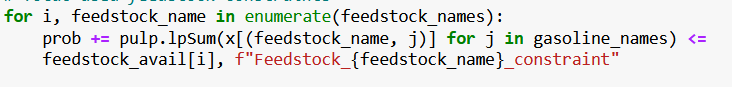 for i, feedstock_name in enumerate(feedstock_names):
    prob += pulp.lpSum(x[(feedstock_name, j)] for j in gasoline_names) <=
    feedstock_avail[i], f"Feedstock_{feedstock_name}_constraint"